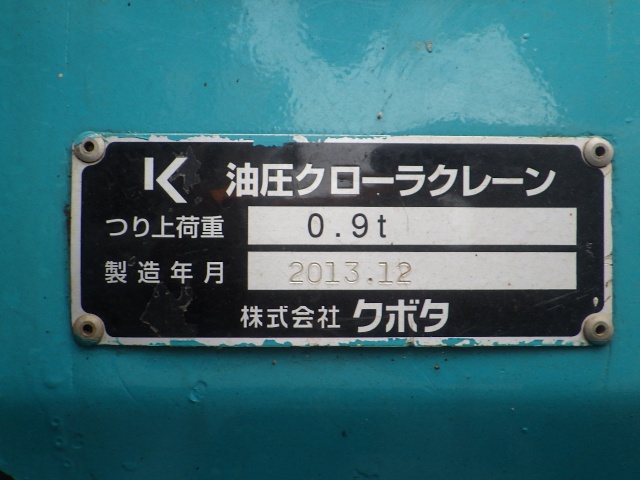 K 油圧クローラクレーン
つり上荷重 0.9t
製造年月 2013.12
株式会社 クボタ